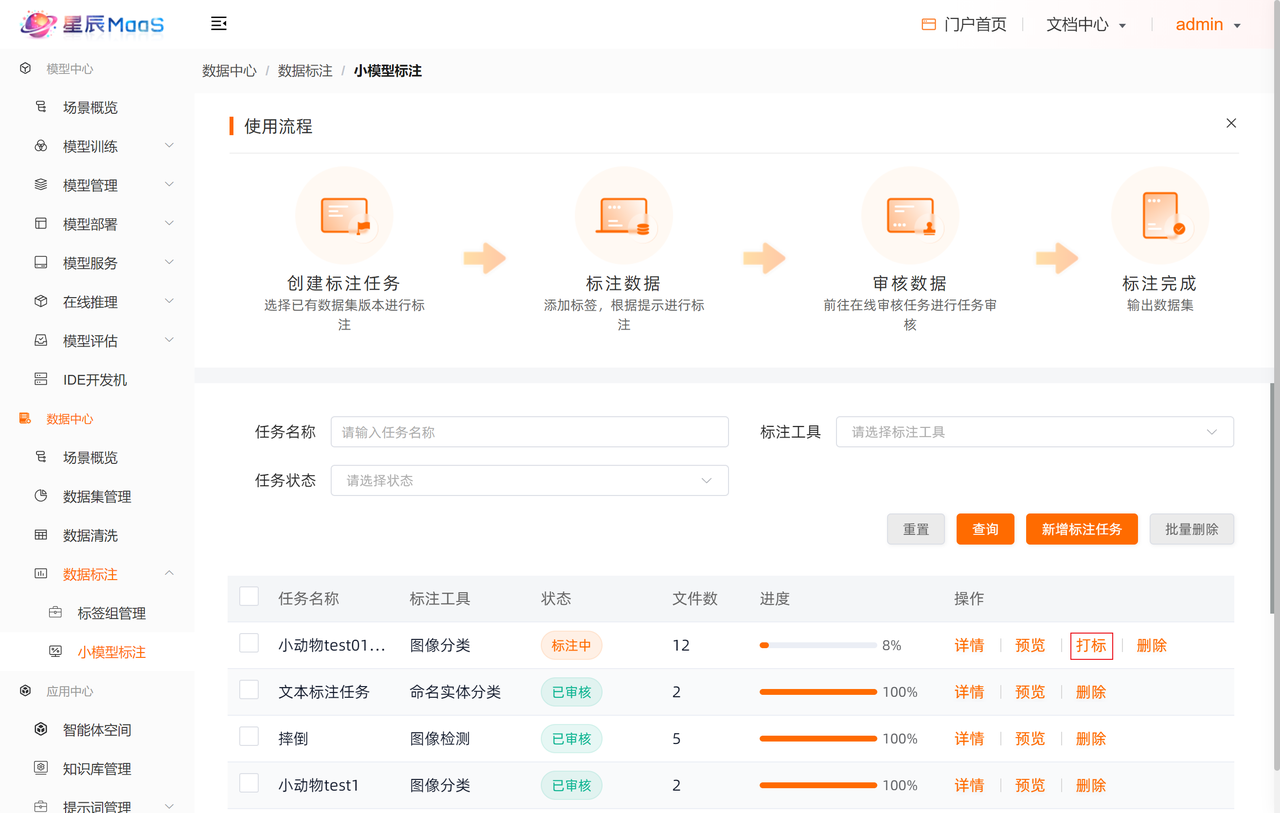 星辰MaaS
门户首页
文档中心
admin
模型中心
场景概览
模型训练
模型管理
模型部署
模型服务
在线推理
模型评估
IDE开发机
数据中心
场景概览
数据集管理
数据清洗
数据标注
标签组管理
小模型标注
应用中心
智能体空间
知识库管理
提示词管理
数据中心 / 数据标注 / 小模型标注
使用流程
创建标注任务
选择已有数据集版本进行标
注
标注数据
添加标签，根据提示进行标
注
审核数据
前往在线审核任务进行任务审
核
标注完成
输出数据集
任务名称 请输入任务名称 标注工具 请选择标注工具
任务状态 请选择状态
重置 查询 新增标注任务 批量删除
任务名称 标注工具 状态 文件数 进度 操作
小动物test01... 图像分类 标注中 12 8% 详情 预览 打标 删除
文本标注任务 命名实体分类 已审核 2 100% 详情 预览 删除
摔倒 图像检测 已审核 5 100% 详情 预览 删除
小动物test1 图像分类 已审核 2 100% 详情 预览 删除